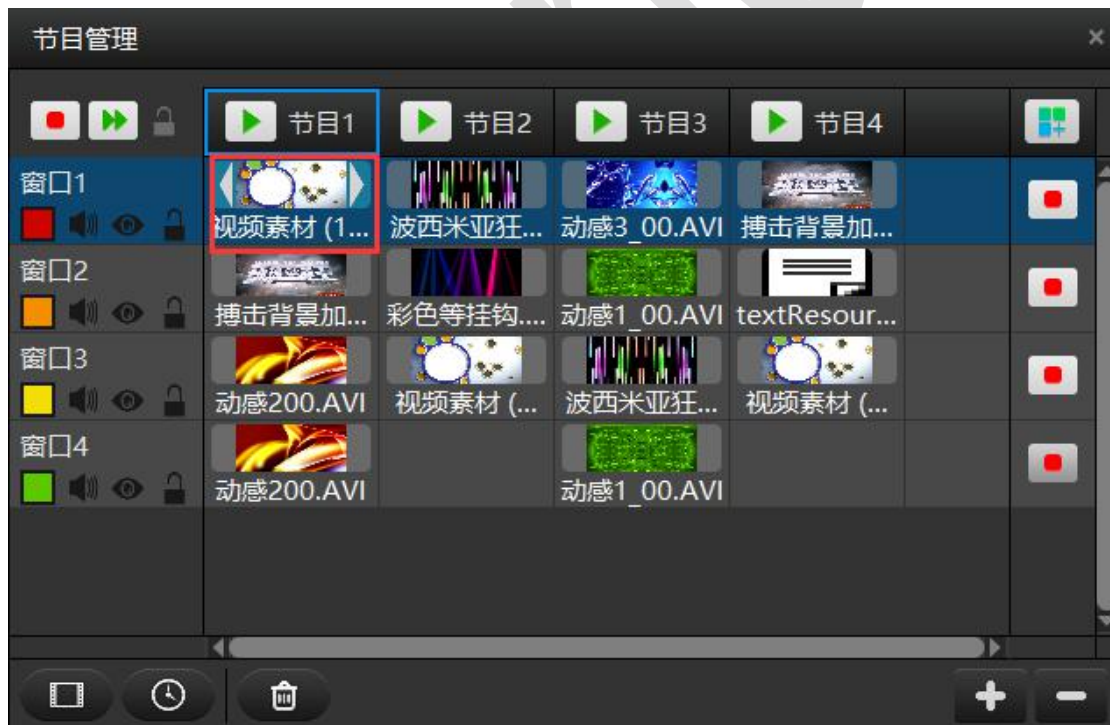 节目管理
节目1 节目2 节目3 节目4
窗口1
视频素材 (1... 波西米亚狂... 动感3_00.AVI 搏击背景加...
窗口2
搏击背景加... 彩色等挂钩.... 动感1_00.AVI textResour...
窗口3
动感200.AVI 视频素材 (... 波西米亚狂... 视频素材 (...
窗口4
动感200.AVI 动感1_00.AVI